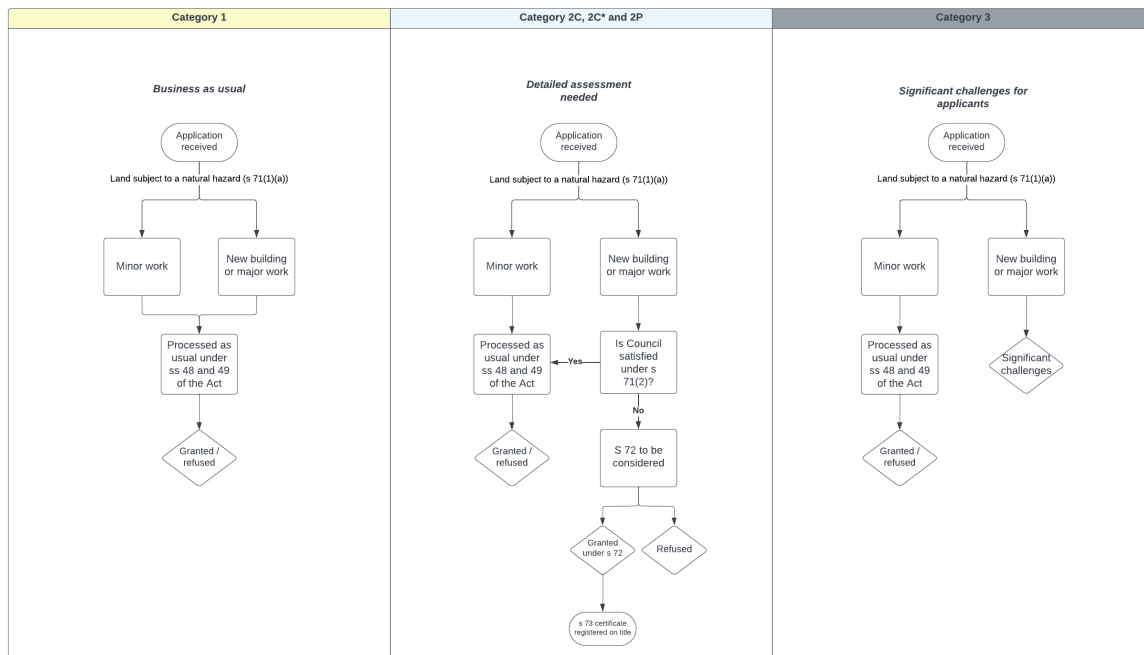 Category 1
Business as usual
Application
received
Land subject to a natural hazard (s 71(1)(a))
Minor work
New building
or major work
Processed as
usual under
ss 48 and 49
of the Act
Granted /
refused
Category 2C, 2C* and 2P
Detailed assessment
needed
Application
received
Land subject to a natural hazard (s 71(1)(a))
Minor work
New building
or major work
Processed as
usual under
ss 48 and 49
of the Act
Yes
Is Council
satisfied
under s
71(2)?
No
Granted /
refused
S 72 to be
considered
Granted
under s 72
Refused
s 73 certificate
registered on title
Category 3
Significant challenges for
applicants
Application
received
Land subject to a natural hazard (s 71(1)(a))
Minor work
New building
or major work
Processed as
usual under
ss 48 and 49
of the Act
Significant
challenges
Granted /
refused